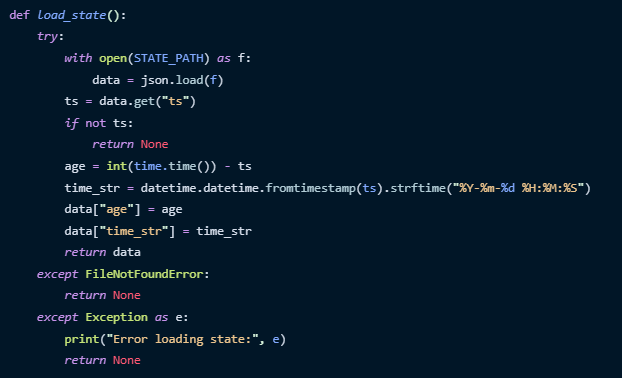 def load_state():
    try:
        with open(STATE_PATH) as f:
            data = json.load(f)
        ts = data.get("ts")
        if not ts:
            return None
        age = int(time.time()) - ts
        time_str = datetime.datetime.fromtimestamp(ts).strftime("%Y-%m-%d %H:%M:%S")
        data["age"] = age
        data["time_str"] = time_str
        return data
    except FileNotFoundError:
        return None
    except Exception as e:
        print("Error loading state:", e)
        return None